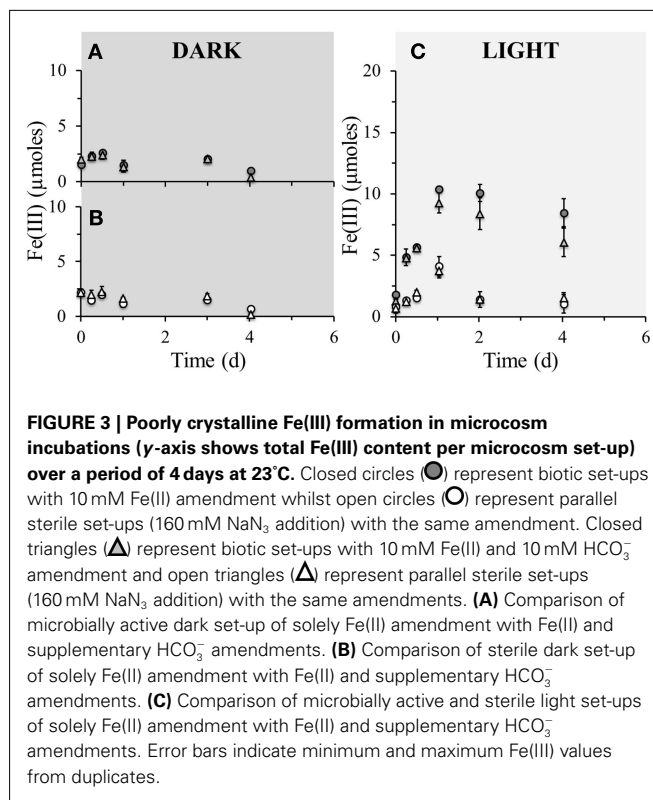 A DARK
C LIGHT
10
5
0
B
10
5
0
0 2 4 6
Time (d)
Fe(III) (µmoles)
20
15
10
5
0
0 2 4 6
Time (d)
Fe(III) (µmoles)
FIGURE 3 | Poorly crystalline Fe(III) formation in microcosm
incubations (y-axis shows total Fe(III) content per microcosm set-up)
over a period of 4 days at 23°C. Closed circles () represent biotic set-ups
with 10 mM Fe(II) amendment whilst open circles () represent parallel
sterile set-ups (160 mM NaN₃ addition) with the same amendment. Closed
triangles () represent biotic set-ups with 10 mM Fe(II) and 10 mM HCO₃⁻
amendment and open triangles () represent parallel sterile set-ups
(160 mM NaN₃ addition) with the same amendments. (A) Comparison of
microbially active dark set-up of solely Fe(II) amendment with Fe(II) and
supplementary HCO₃⁻ amendments. (B) Comparison of sterile dark set-up
of solely Fe(II) amendment with Fe(II) and supplementary HCO₃⁻
amendments. (C) Comparison of microbially active and sterile light set-ups
of solely Fe(II) amendment with Fe(II) and supplementary HCO₃⁻
amendments. Error bars indicate minimum and maximum Fe(III) values
from duplicates.